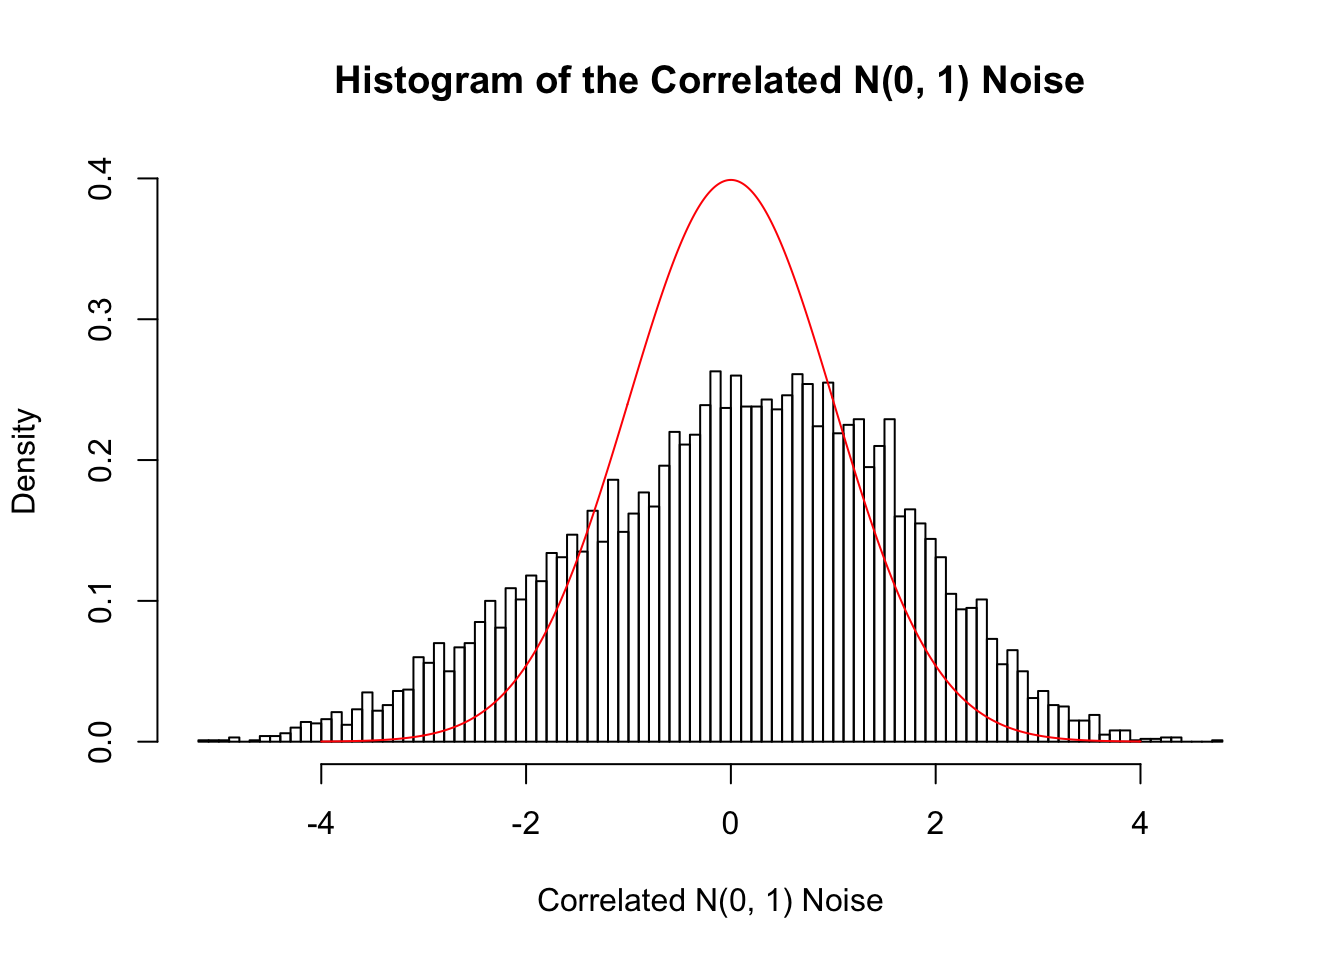 Histogram of the Correlated N(0, 1) Noise
Density
0.4
0.3
0.2
0.1
0.0
-4 -2 0 2 4
Correlated N(0, 1) Noise